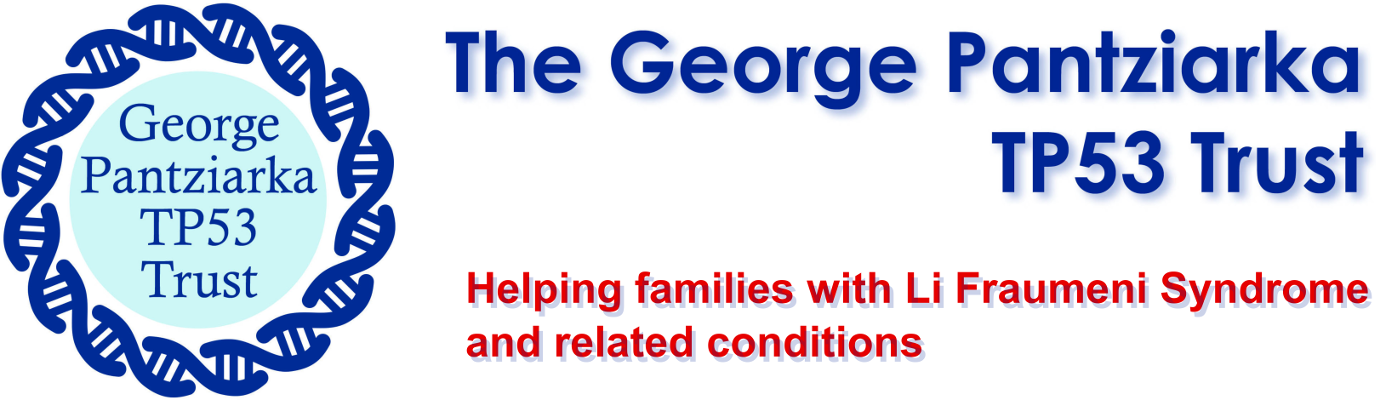 George
Pantziarka
TP53
Trust
The George Pantziarka
TP53 Trust
Helping families with Li Fraumeni Syndrome
and related conditions